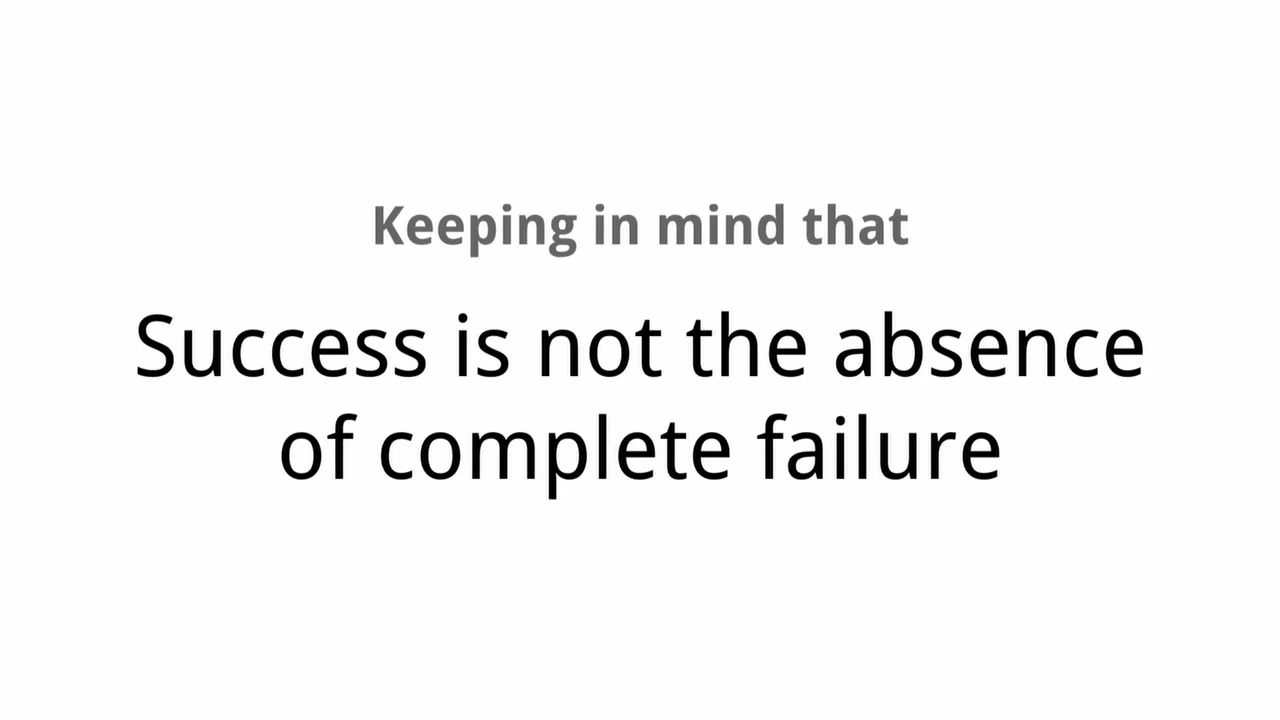 Keeping in mind that
Success is not the absence
of complete failure